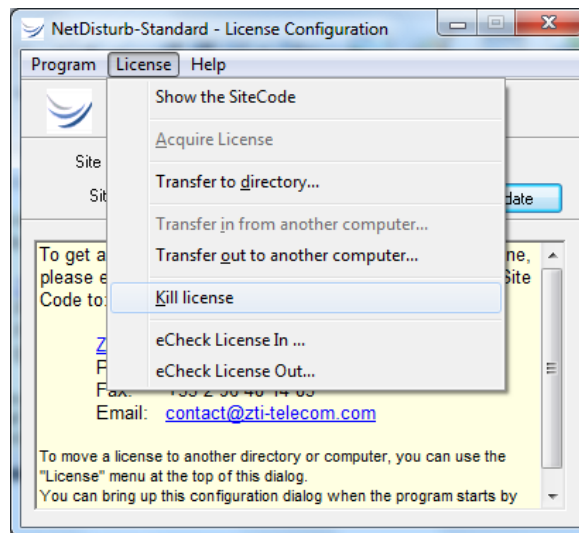 NetDisturb-Standard - License Configuration
Program License Help
Show the SiteCode
Acquire License
Site
Transfer to directory...
Sit
date
Transfer in from another computer...
To get a
ne,
Transfer out to another computer...
please e
Site
Code to:
Kill license
eCheck License In ...
eCheck License Out...
Email: contact@zti-telecom.com
To move a license to another directory or computer, you can use the
"License" menu at the top of this dialog.
You can bring up this configuration dialog when the program starts by